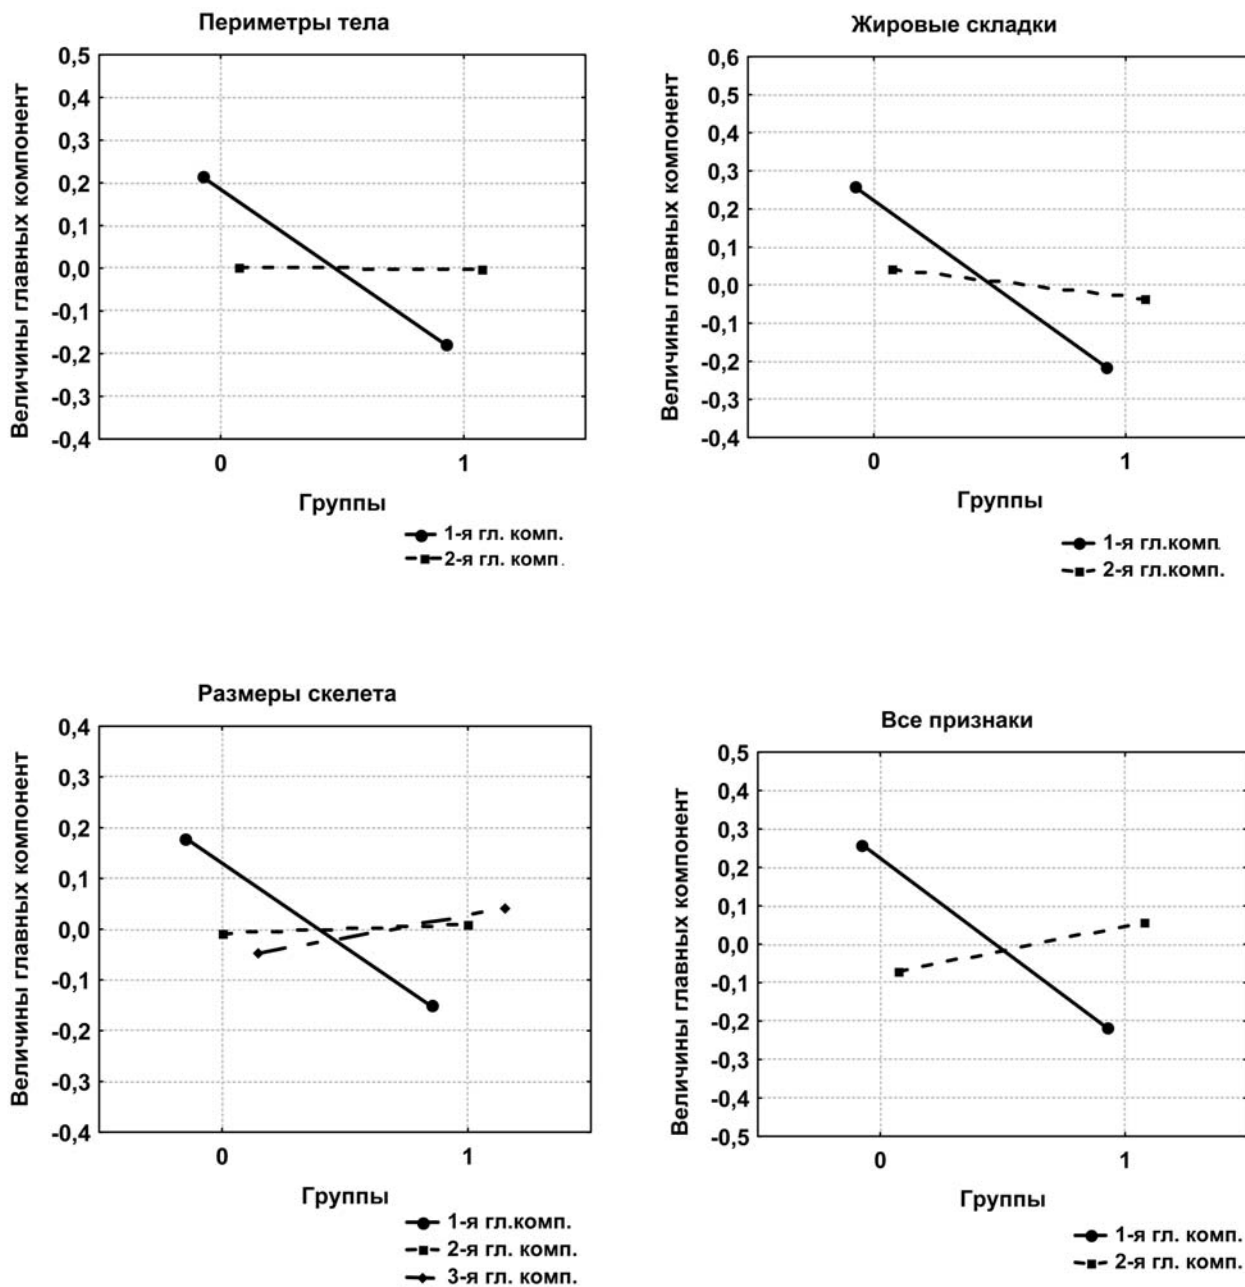 Периметры тела
Величины главных компонент
0,5
0,4
0,3
0,2
0,1
0,0
-0,1
-0,2
-0,3
-0,4
0 1
Группы
1-я гл. комп.
2-я гл. комп.
Жировые складки
Величины главных компонент
0,6
0,5
0,4
0,3
0,2
0,1
0,0
-0,1
-0,2
-0,3
-0,4
0 1
Группы
1-я гл.комп.
2-я гл.комп.
Размеры скелета
Величины главных компонент
0,4
0,3
0,2
0,1
0,0
-0,1
-0,2
-0,3
-0,4
0 1
Группы
1-я гл.комп.
2-я гл. комп.
3-я гл. комп.
Все признаки
Величины главных компонент
0,5
0,4
0,3
0,2
0,1
0,0
-0,1
-0,2
-0,3
-0,4
-0,5
0 1
Группы
1-я гл. комп.
2-я гл. комп.